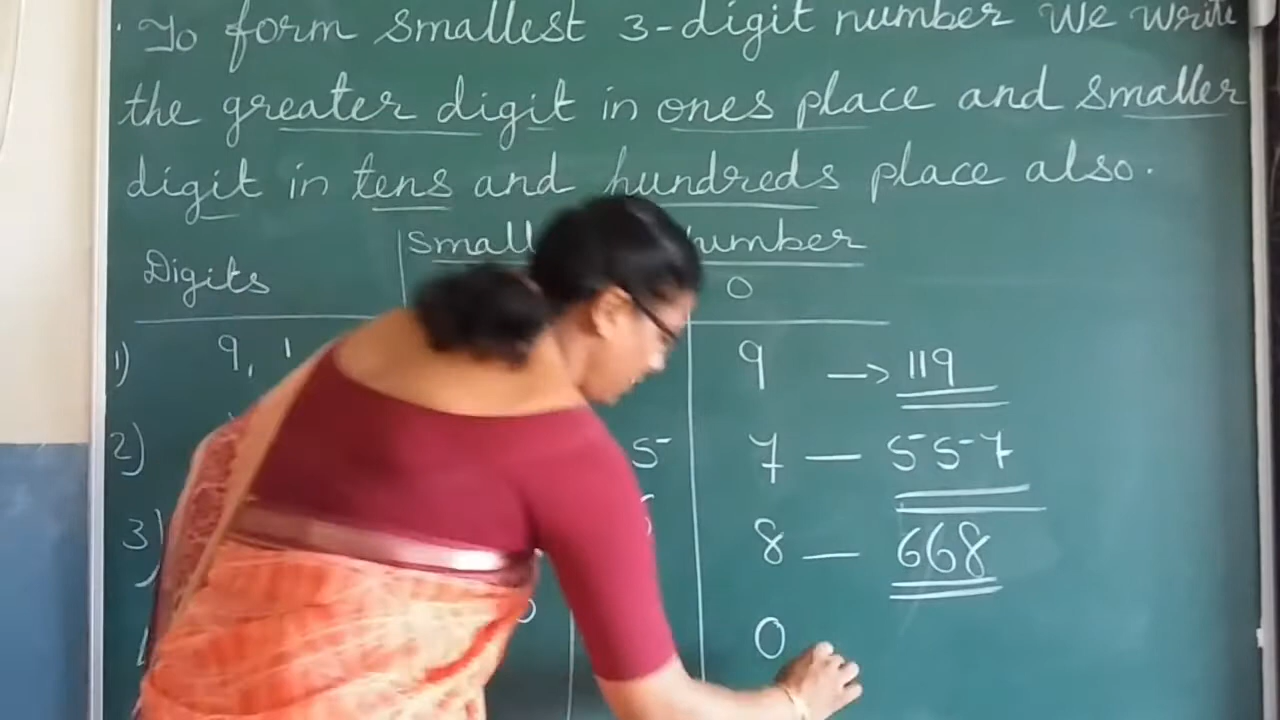 To form smallest 3-digit number we write
the greater digit in ones place and smaller
digit in tens and hundreds place also.
Digits
number
O
1) 9, 1 9 → 119
2) 5 7 — 557
3) 8 — 668
0